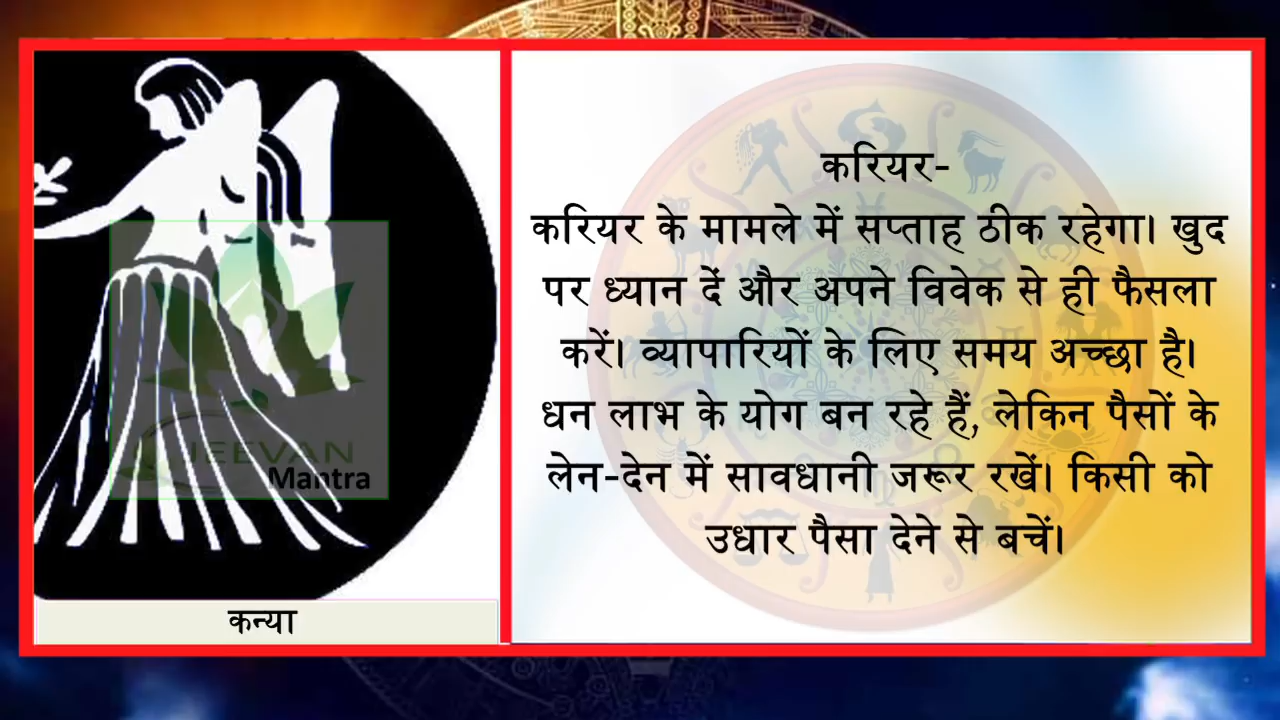 करियर-
करियर के मामले में सप्ताह ठीक रहेगा। खुद
पर ध्यान दें और अपने विवेक से ही फैसला
करें। व्यापारियों के लिए समय अच्छा है।
धन लाभ के योग बन रहे हैं, लेकिन पैसों के
लेन-देन में सावधानी जरूर रखें। किसी को
उधार पैसा देने से बचें।
JEEVAN
Mantra
कन्या